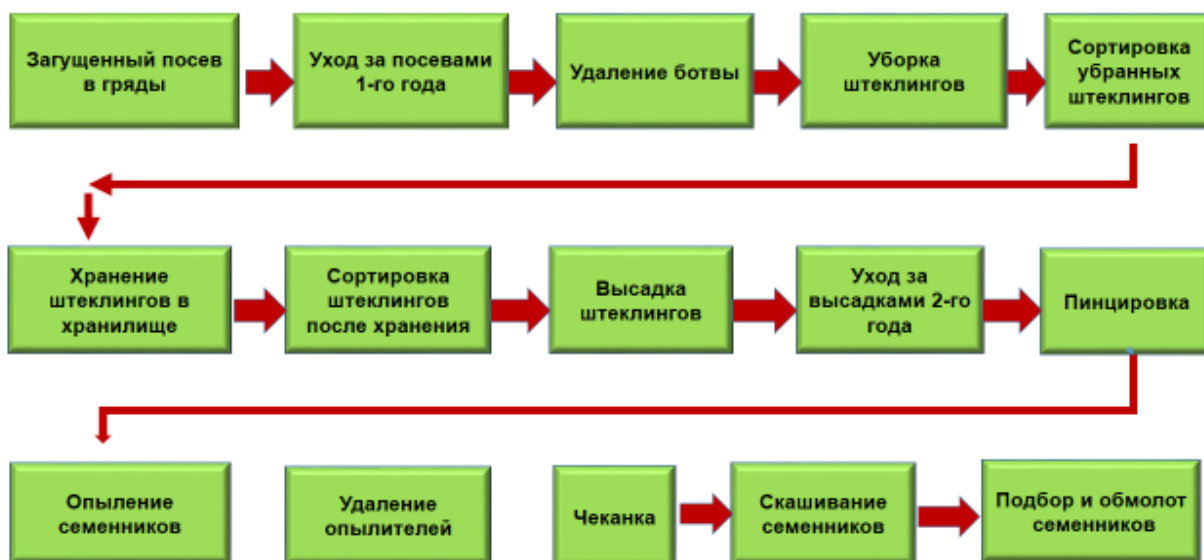 Загущенный посев
в гряды
Уход за посевами
1-го года
Удаление ботвы
Уборка
штеклингов
Сортировка
убранных
штеклингов
Хранение
штеклингов в
хранилище
Сортировка
штеклингов
после хранения
Высадка
штеклингов
Уход за
высадками 2-го
года
Пинцировка
Опыление
семенников
Удаление
опылителей
Чеканка
Скашивание
семенников
Подбор и обмолот
семенников